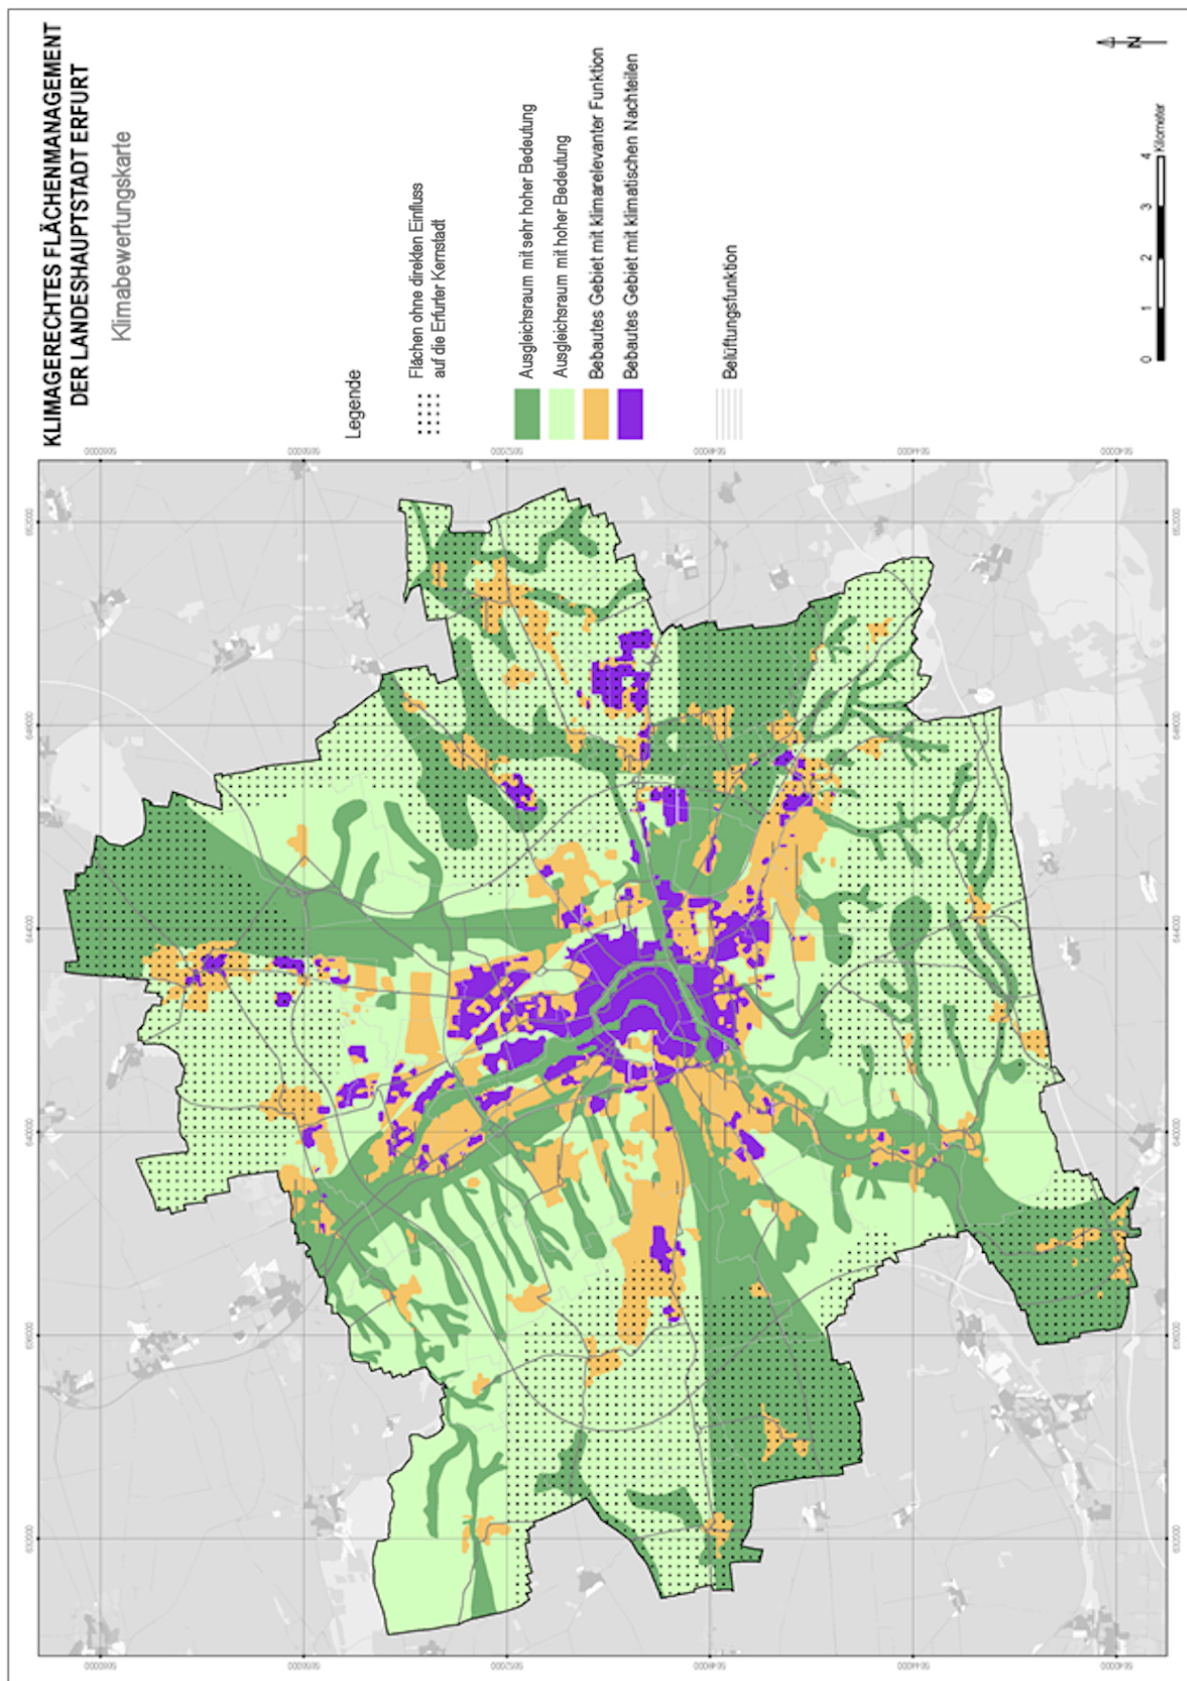 KLIMAGERECHTES FLÄCHENMANAGEMENT
DER LANDESHAUPTSTADT ERFURT
Klimabewertungskarte
Legende
Flächen ohne direkten Einfluss
auf die Erfurter Kernstadt
Ausgleichsraum mit sehr hoher Bedeutung
Ausgleichsraum mit hoher Bedeutung
Bebautes Gebiet mit klimarelevanter Funktion
Bebautes Gebiet mit klimatischen Nachteilen
Belüftungsfunktion
0 1 2 3 4
Kilometer
N